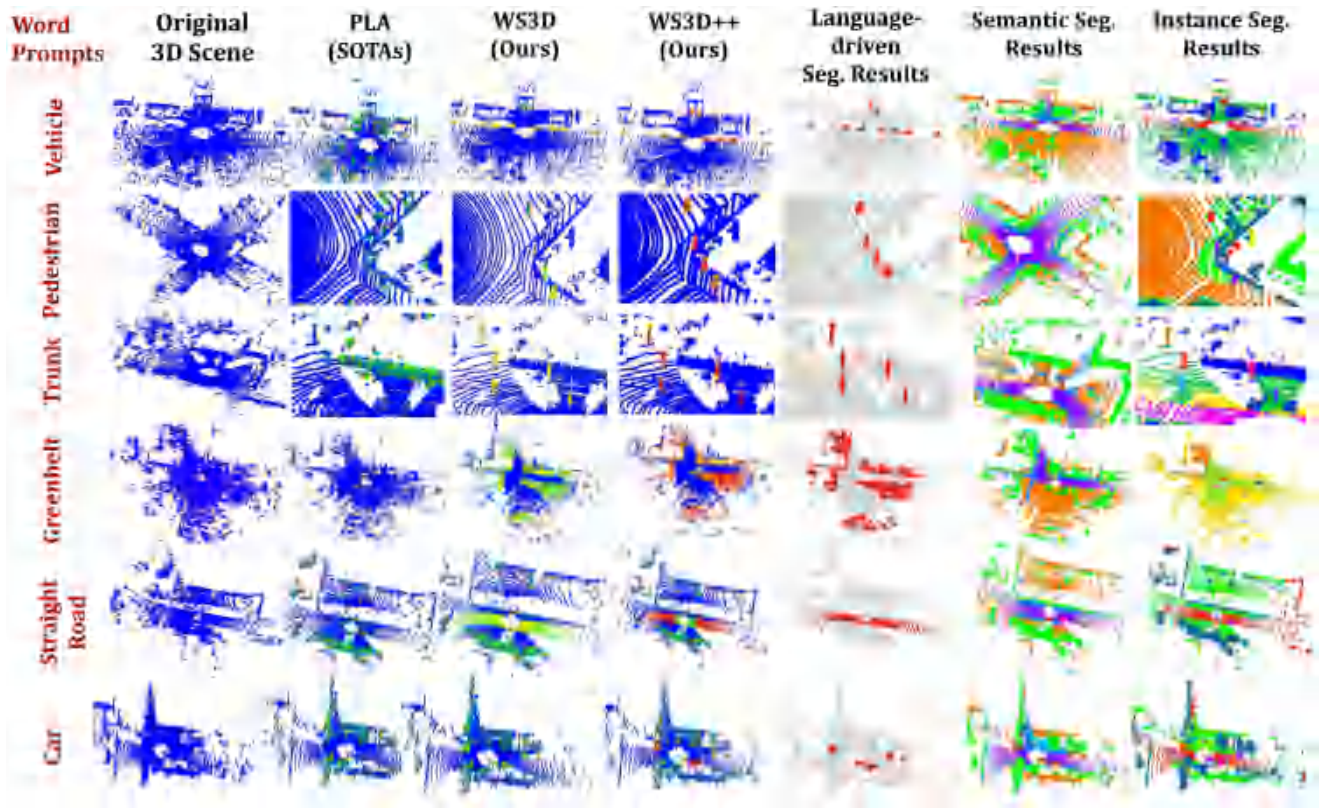 Word
Prompts
Original
3D Scene
PLA
(SOTAs)
WS3D
(Ours)
WS3D++
(Ours)
Language-
driven
Seg. Results
Semantic Seg.
Results
Instance Seg.
Results
Vehicle
Pedestrian
Trunk
Greenbelt
Straight
Road
Car